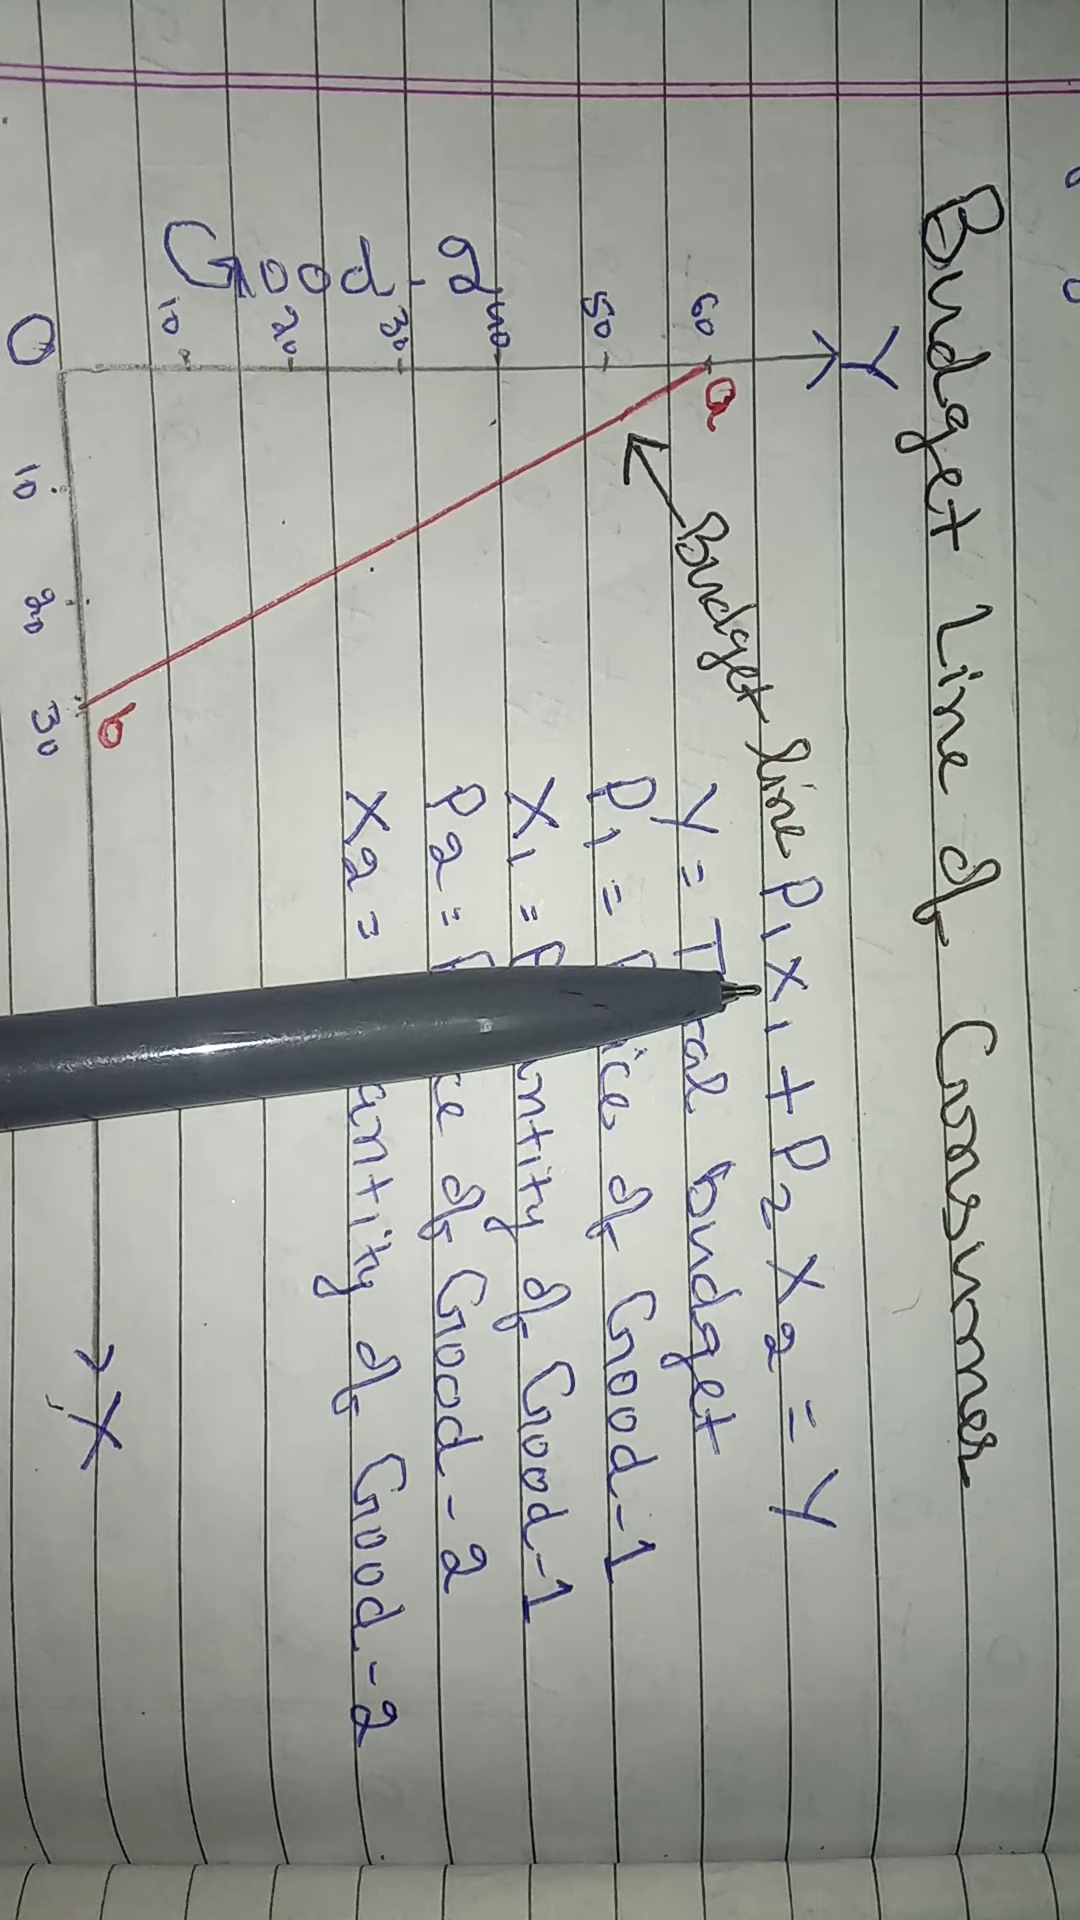 Budget Line of Consumer
Y
60 a
50
40
30
20
10
Good-2
O
10 20 30
b
X
Budget line P1X1 + P2X2 = Y
Y = Total budget
P1 = Price of Good-1
X1 = Quantity of Good-1
P2 = Price of Good-2
X2 = Quantity of Good-2